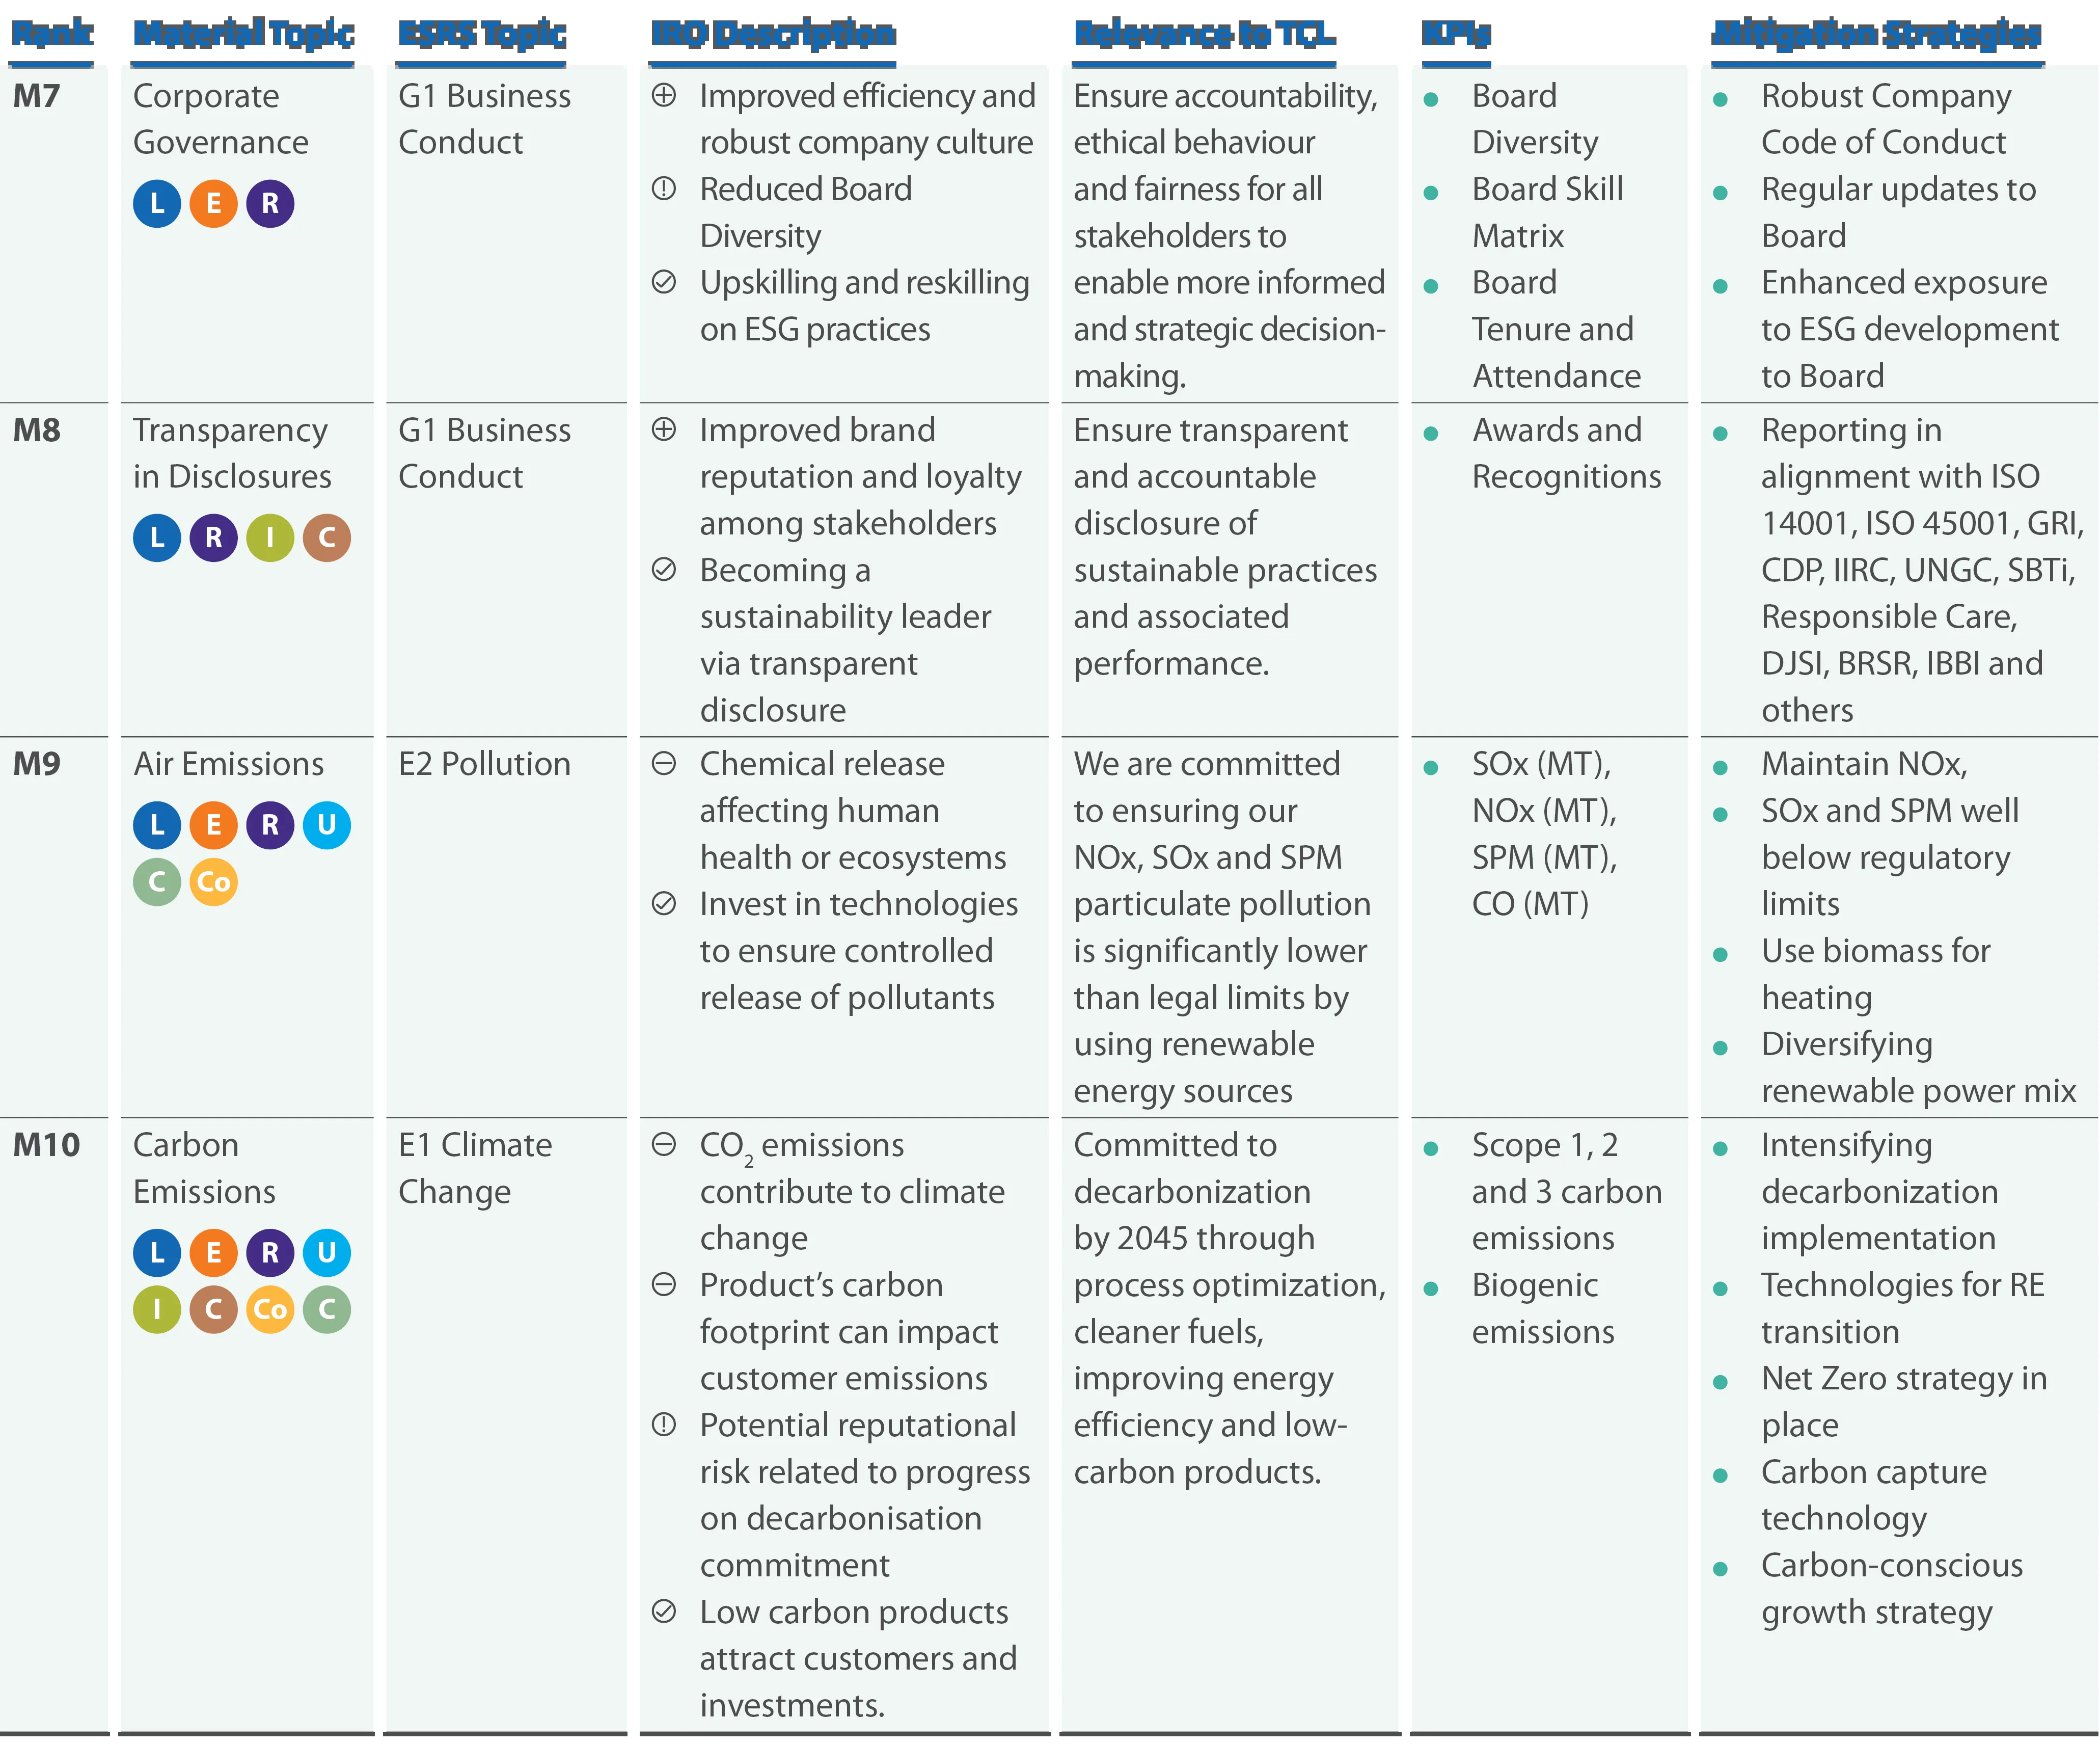 Rank Material Topic ESRS Topic IRO Description Relevance to TCL KPIs Mitigation Strategies
M7
Corporate
Governance
L E R
G1 Business
Conduct
Improved efficiency and
robust company culture
Reduced Board
Diversity
Upskilling and reskilling
on ESG practices
Ensure accountability,
ethical behaviour
and fairness for all
stakeholders to
enable more informed
and strategic decision-
making.
Board
Diversity
Board Skill
Matrix
Board
Tenure and
Attendance
Robust Company
Code of Conduct
Regular updates to
Board
Enhanced exposure
to ESG development
to Board
M8
Transparency
in Disclosures
L R I C
G1 Business
Conduct
Improved brand
reputation and loyalty
among stakeholders
Becoming a
sustainability leader
via transparent
disclosure
Ensure transparent
and accountable
disclosure of
sustainable practices
and associated
performance.
Awards and
Recognitions
Reporting in
alignment with ISO
14001, ISO 45001, GRI,
CDP, IIRC, UNGC, SBTi,
Responsible Care,
DJSI, BRSR, IBBI and
others
M9
Air Emissions
L E R U
C Co
E2 Pollution
Chemical release
affecting human
health or ecosystems
Invest in technologies
to ensure controlled
release of pollutants
We are committed
to ensuring our
NOx, SOx and SPM
particulate pollution
is significantly lower
than legal limits by
using renewable
energy sources
SOx (MT),
NOx (MT),
SPM (MT),
CO (MT)
Maintain NOx,
SOx and SPM well
below regulatory
limits
Use biomass for
heating
Diversifying
renewable power mix
M10
Carbon
Emissions
L E R U
I C Co C
E1 Climate
Change
CO₂ emissions
contribute to climate
change
Product’s carbon
footprint can impact
customer emissions
Potential reputational
risk related to progress
on decarbonisation
commitment
Low carbon products
attract customers and
investments.
Committed to
decarbonization
by 2045 through
process optimization,
cleaner fuels,
improving energy
efficiency and low-
carbon products.
Scope 1, 2
and 3 carbon
emissions
Biogenic
emissions
Intensifying
decarbonization
implementation
Technologies for RE
transition
Net Zero strategy in
place
Carbon capture
technology
Carbon-conscious
growth strategy